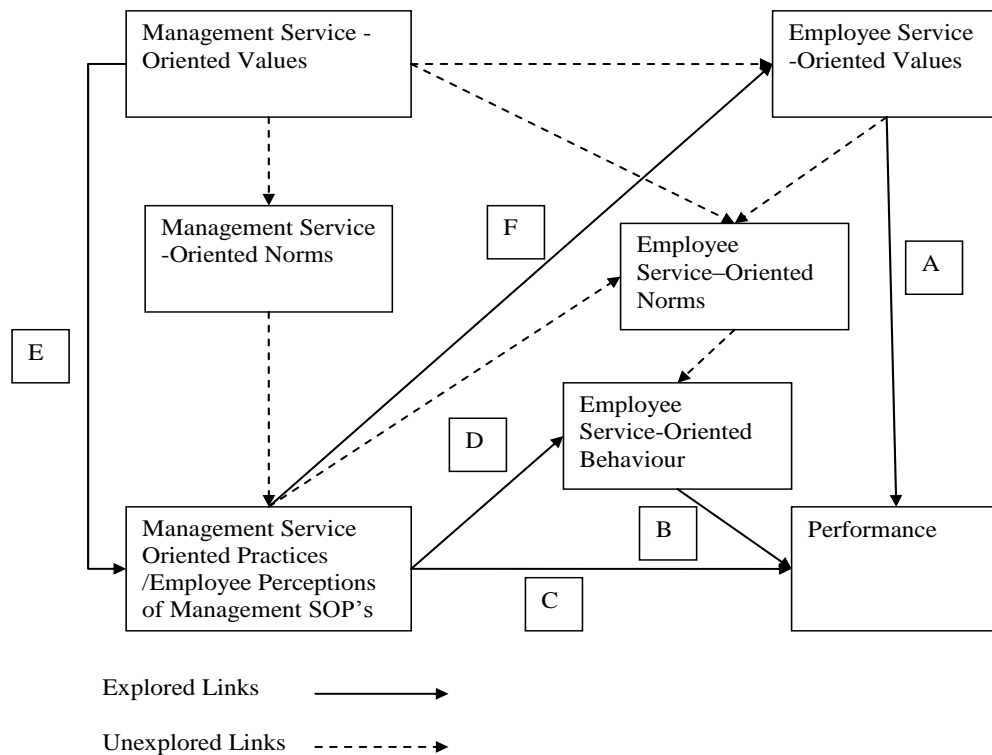 Management Service -
Oriented Values
Employee Service
-Oriented Values
Management Service
-Oriented Norms
F
Employee
Service–Oriented
Norms
A
E
Employee
Service-Oriented
Behaviour
D
Management Service
Oriented Practices
/Employee Perceptions
of Management SOP's
B
Performance
C
Explored Links
Unexplored Links